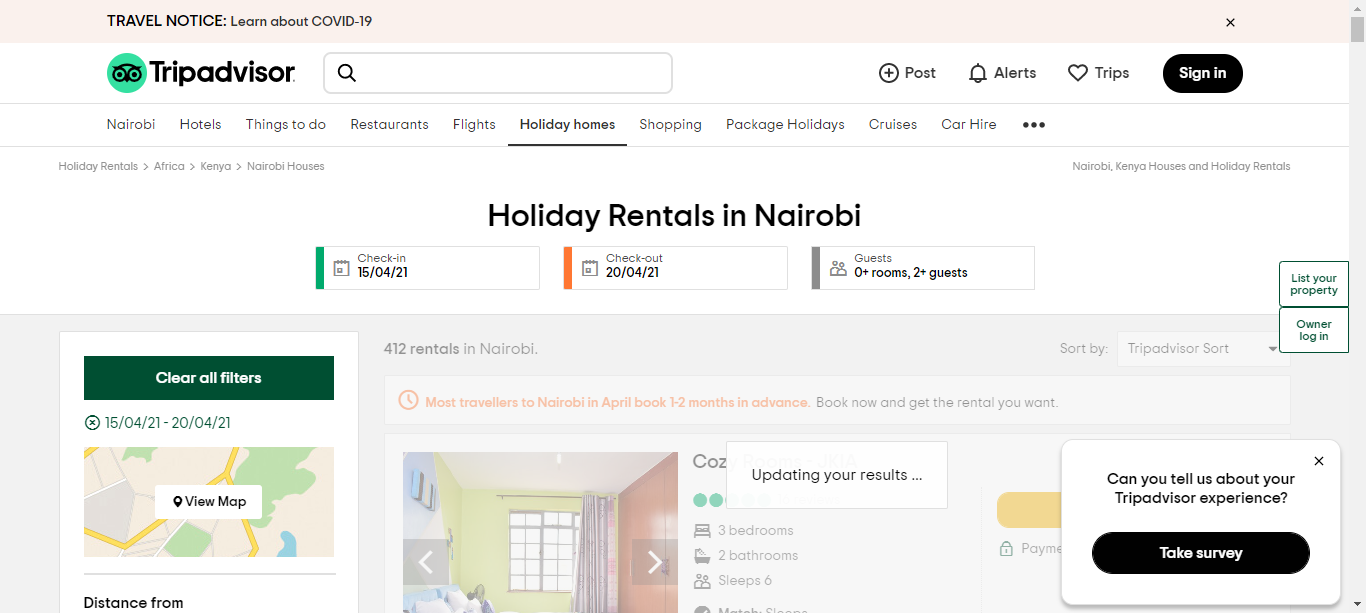 TRAVEL NOTICE: Learn about COVID-19
Tripadvisor
Post
Alerts
Trips
Sign in
Nairobi
Hotels
Things to do
Restaurants
Flights
Holiday homes
Shopping
Package Holidays
Cruises
Car Hire
Holiday Rentals > Africa > Kenya > Nairobi Houses
Nairobi, Kenya Houses and Holiday Rentals
Holiday Rentals in Nairobi
Check-in
15/04/21
Check-out
20/04/21
Guests
0+ rooms, 2+ guests
List your
property
Owner
log in
Clear all filters
15/04/21 - 20/04/21
View Map
Distance from
412 rentals in Nairobi.
Sort by:
Tripadvisor Sort
Most travellers to Nairobi in April book 1-2 months in advance. Book now and get the rental you want.
Cozy Rooms - JKIA
Updating your results ...
3 bedrooms
2 bathrooms
Sleeps 6
Match: Sleeps
Payme
Can you tell us about your
Tripadvisor experience?
Take survey